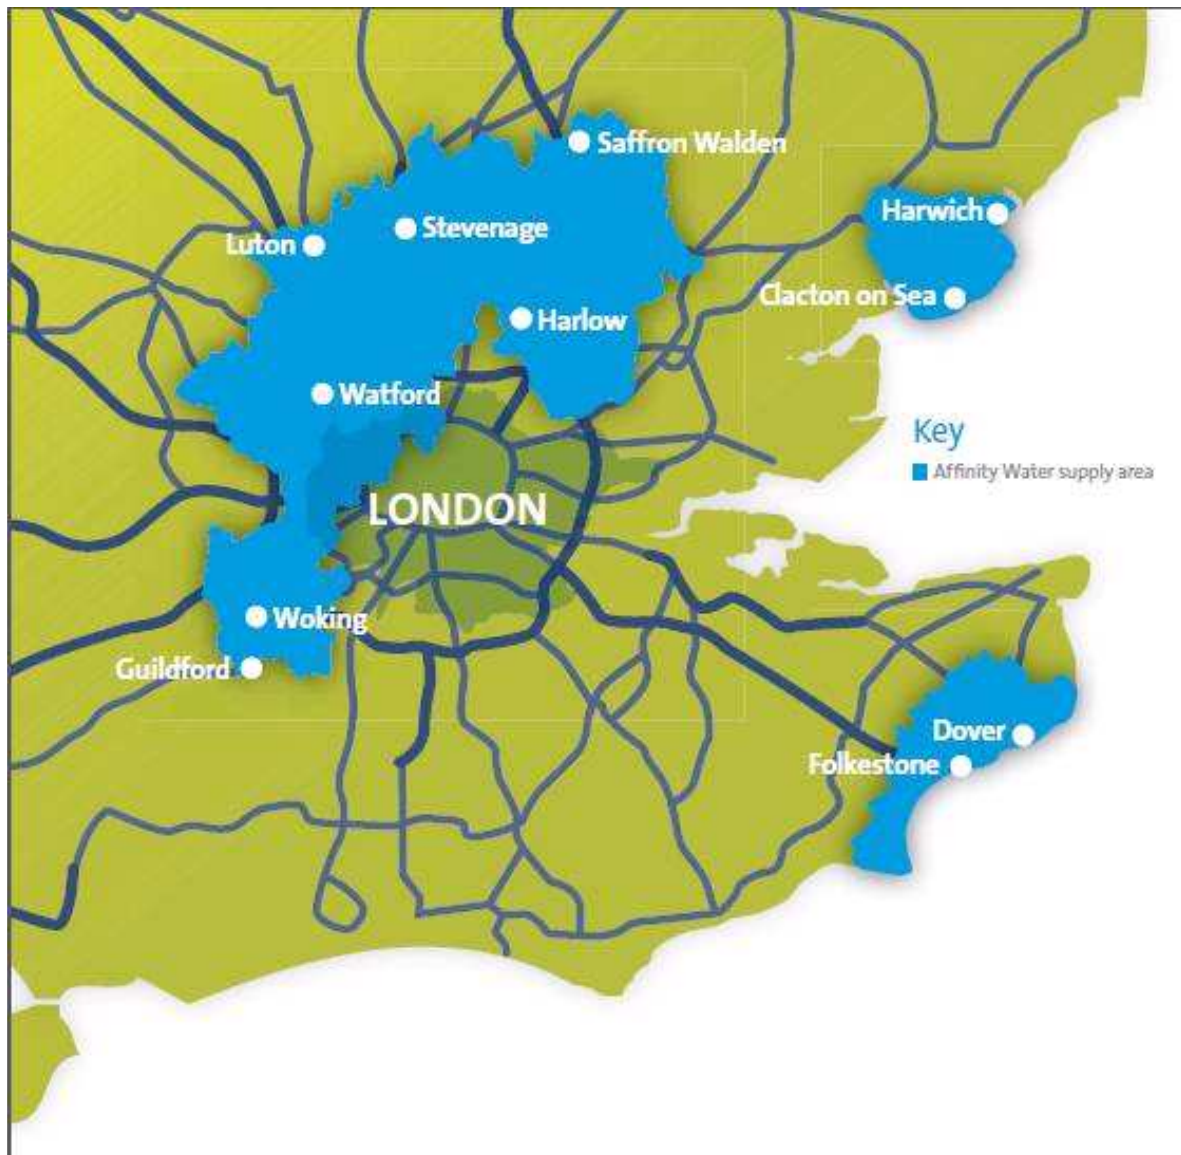 Saffron Walden
Harwich
Stevenage
Luton
Clacton on Sea
Harlow
Watford
Key
Affinity Water supply area
LONDON
Woking
Guildford
Dover
Folkestone